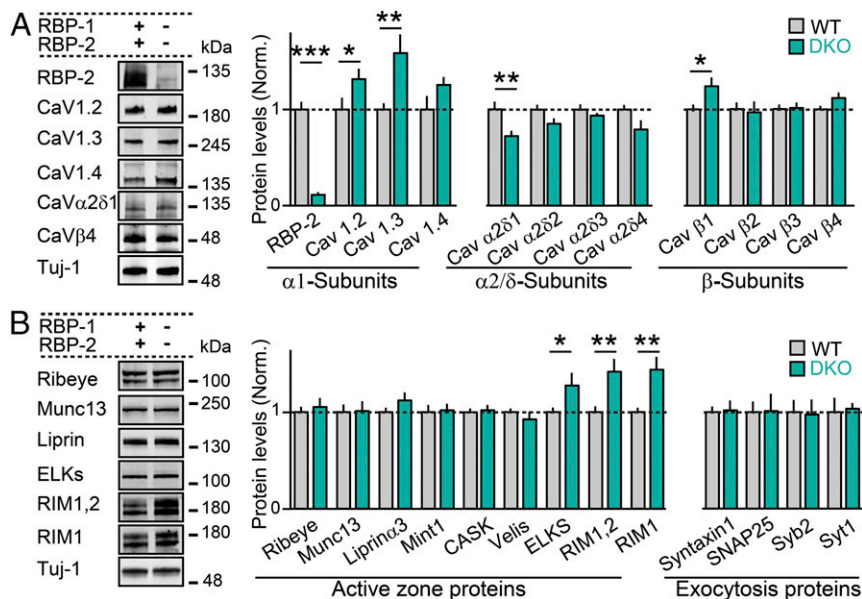 A
RBP-1 + -
RBP-2 + -
kDa
RBP-2
135
CaV1.2
180
CaV1.3
245
CaV1.4
135
CaVα2δ1
135
CaVβ4
48
Tuj-1
48
Protein levels (Norm.)
1
0
*** * ** ** *
WT
DKO
RBP-2 Cav 1.2 Cav 1.3 Cav 1.4
Cav α2δ1 Cav α2δ2 Cav α2δ3 Cav α2δ4
Cav β1 Cav β2 Cav β3 Cav β4
α1-Subunits α2/δ-Subunits β-Subunits
B
RBP-1 + -
RBP-2 + -
kDa
Ribeye
100
Munc13
250
Liprin
130
ELKs
100
RIM1,2
180
RIM1
180
Tuj-1
48
Protein levels (Norm.)
1
0
* ** **
WT
DKO
Ribeye Munc13 Liprinα3 Mint1 CASK Velis ELKS RIM1,2 RIM1
Syntaxin1 SNAP25 Syb2 Syt1
Active zone proteins Exocytosis proteins